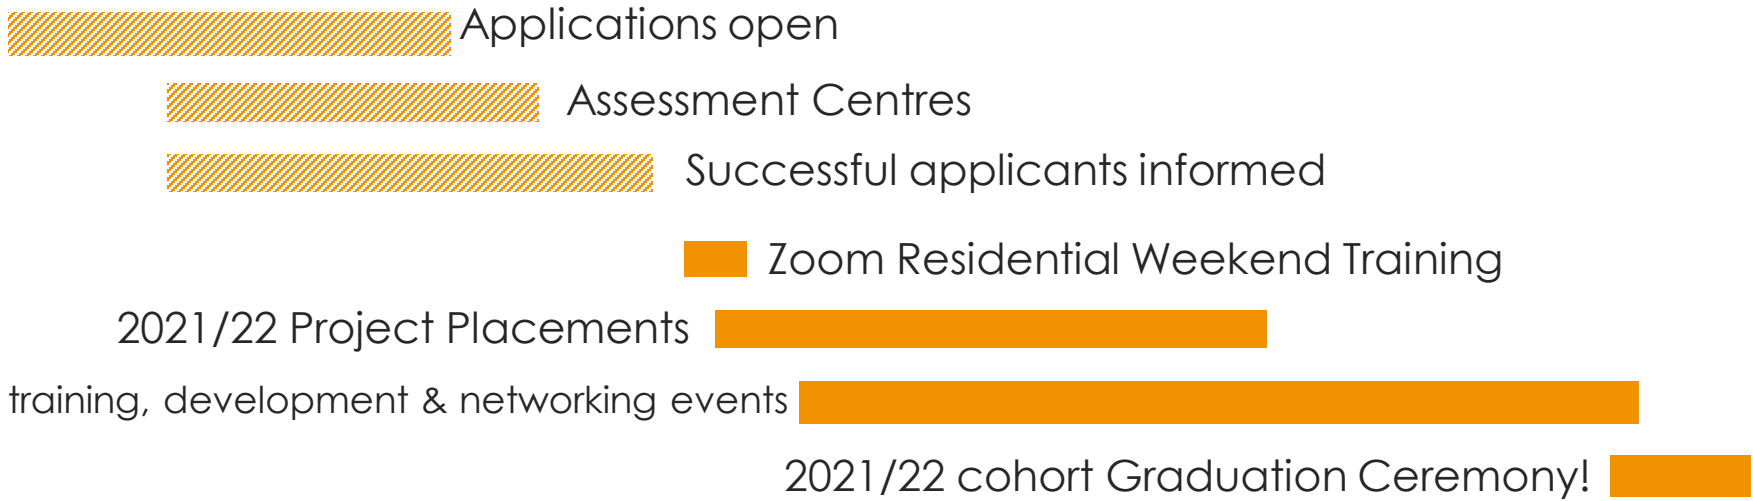 Applications open
Assessment Centres
Successful applicants informed
Zoom Residential Weekend Training
2021/22 Project Placements
training, development & networking events
2021/22 cohort Graduation Ceremony!